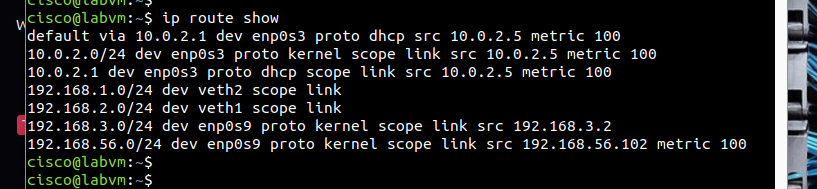 cisco@labvm:~$
cisco@labvm:~$ ip route show
default via 10.0.2.1 dev enp0s3 proto dhcp src 10.0.2.5 metric 100
10.0.2.0/24 dev enp0s3 proto kernel scope link src 10.0.2.5 metric 100
10.0.2.1 dev enp0s3 proto dhcp scope link src 10.0.2.5 metric 100
192.168.1.0/24 dev veth2 scope link
192.168.2.0/24 dev veth1 scope link
192.168.3.0/24 dev enp0s9 proto kernel scope link src 192.168.3.2
192.168.56.0/24 dev enp0s9 proto kernel scope link src 192.168.56.102 metric 100
cisco@labvm:~$
cisco@labvm:~$